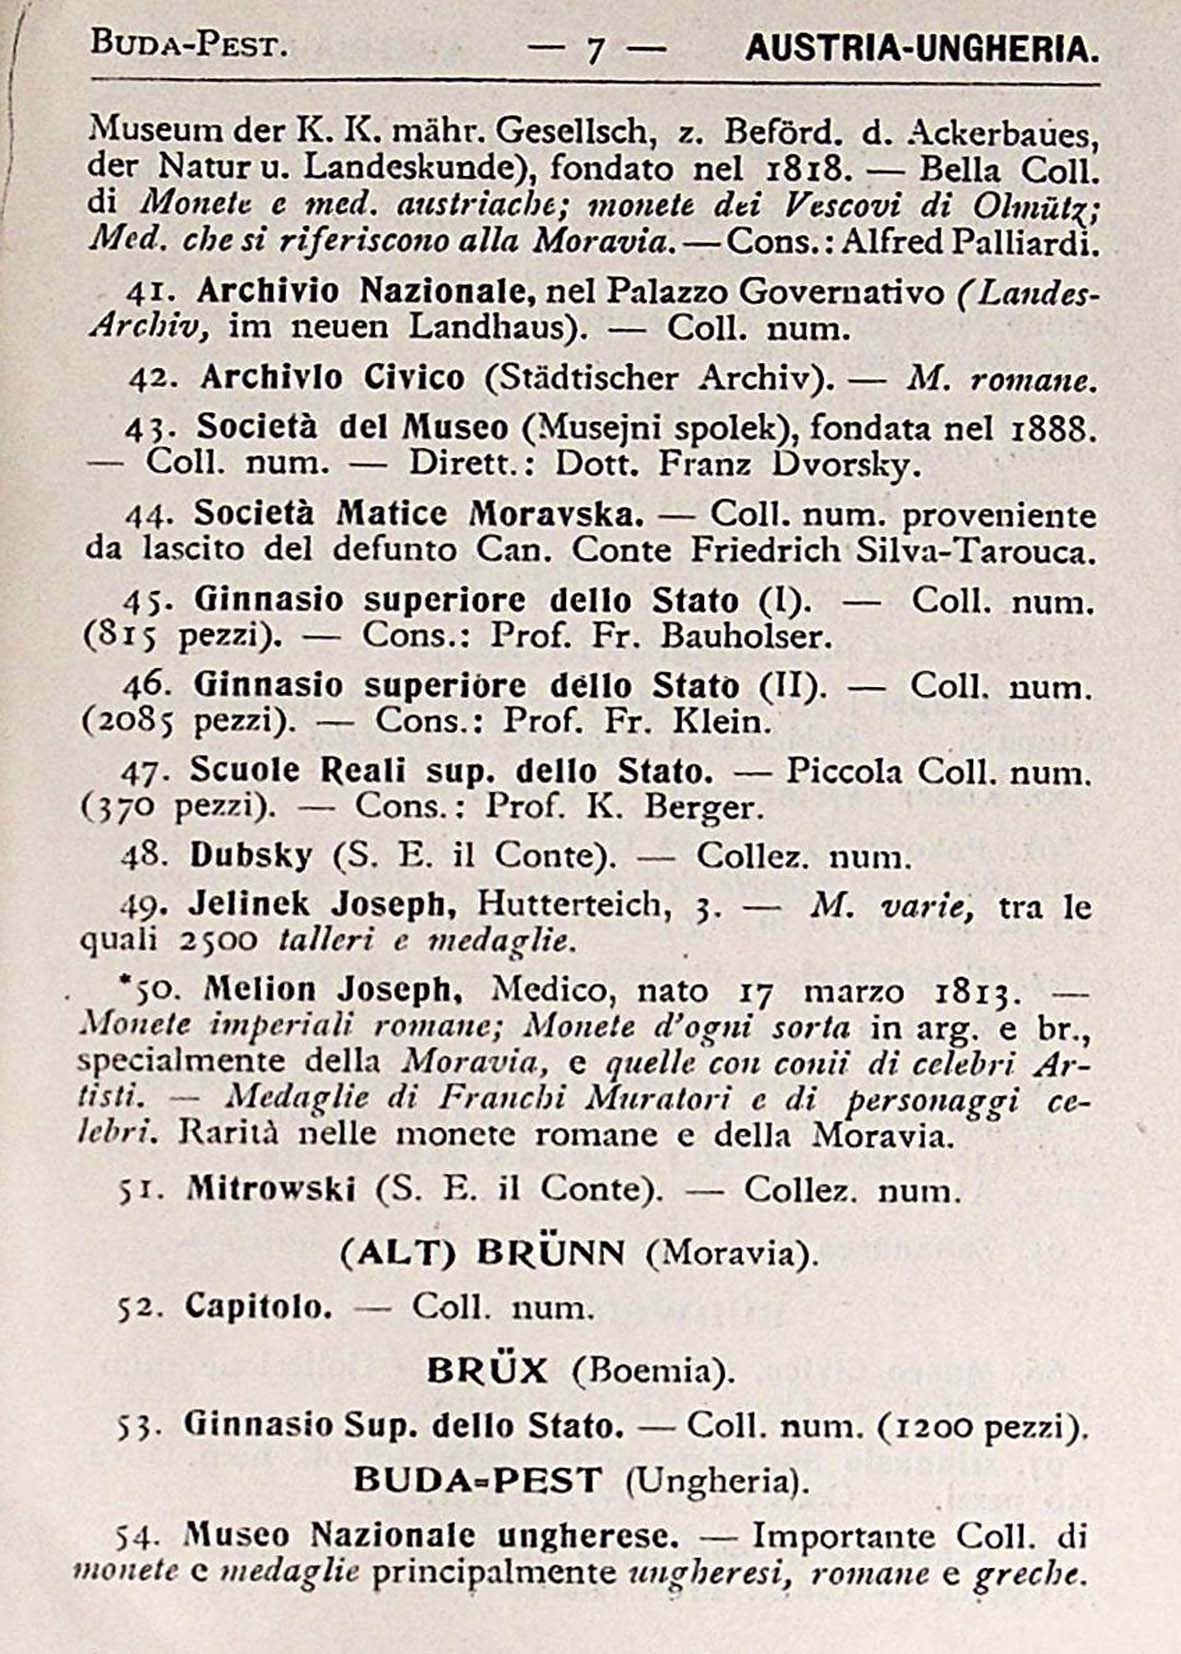 BUDA-PEST. — 7 — AUSTRIA-UNGHERIA.
Museum der K. K. mähr. Gesellsch, z. Beförd. d. Ackerbaues,
der Natur u. Landeskunde), fondato nel 1818. — Bella Coll.
di Monete e med. austriache; monete dei Vescovi di Olmütz;
Med. che si riferiscono alla Moravia. — Cons.: Alfred Palliardi.
41. Archivio Nazionale, nel Palazzo Governativo (Landes-
Archiv, im neuen Landhaus). — Coll. num.
42. Archivio Civico (Städtischer Archiv). — M. romane.
43. Società del Museo (Musejni spolek), fondata nel 1888.
— Coll. num. — Dirett.: Dott. Franz Dvorsky.
44. Società Matice Moravska. — Coll. num. proveniente
da lascito del defunto Can. Conte Friedrich Silva-Tarouca.
45. Ginnasio superiore dello Stato (I). — Coll. num.
(815 pezzi). — Cons.: Prof. Fr. Bauholser.
46. Ginnasio superiore dello Stato (II). — Coll. num.
(2085 pezzi). — Cons.: Prof. Fr. Klein.
47. Scuole Reali sup. dello Stato. — Piccola Coll. num.
(370 pezzi). — Cons.: Prof. K. Berger.
48. Dubsky (S. E. il Conte). — Collez. num.
49. Jelinek Joseph, Hutterteich, 3. — M. varie, tra le
quali 2500 talleri e medaglie.
*50. Melion Joseph, Medico, nato 17 marzo 1813. —
Monete imperiali romane; Monete d'ogni sorta in arg. e br.,
specialmente della Moravia, e quelle con conii di celebri Ar-
tisti. — Medaglie di Franchi Muratori e di personaggi ce-
lebri. Rarità nelle monete romane e della Moravia.
51. Mitrowski (S. E. il Conte). — Collez. num.
(ALT) BRÜNN (Moravia).
52. Capitolo. — Coll. num.
BRÜX (Boemia).
53. Ginnasio Sup. dello Stato. — Coll. num. (1200 pezzi).
BUDA-PEST (Ungheria).
54. Museo Nazionale ungherese. — Importante Coll. di
monete e medaglie principalmente ungheresi, romane e greche.